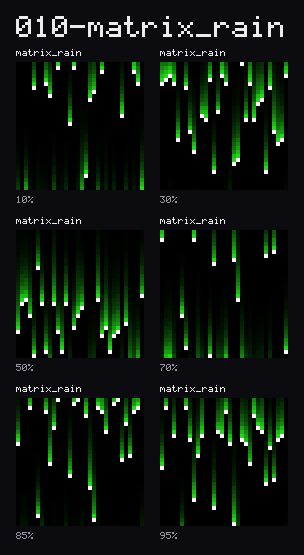 010-matrix_rain
matrix_rain
matrix_rain
10%
30%
matrix_rain
matrix_rain
50%
70%
matrix_rain
matrix_rain
85%
95%